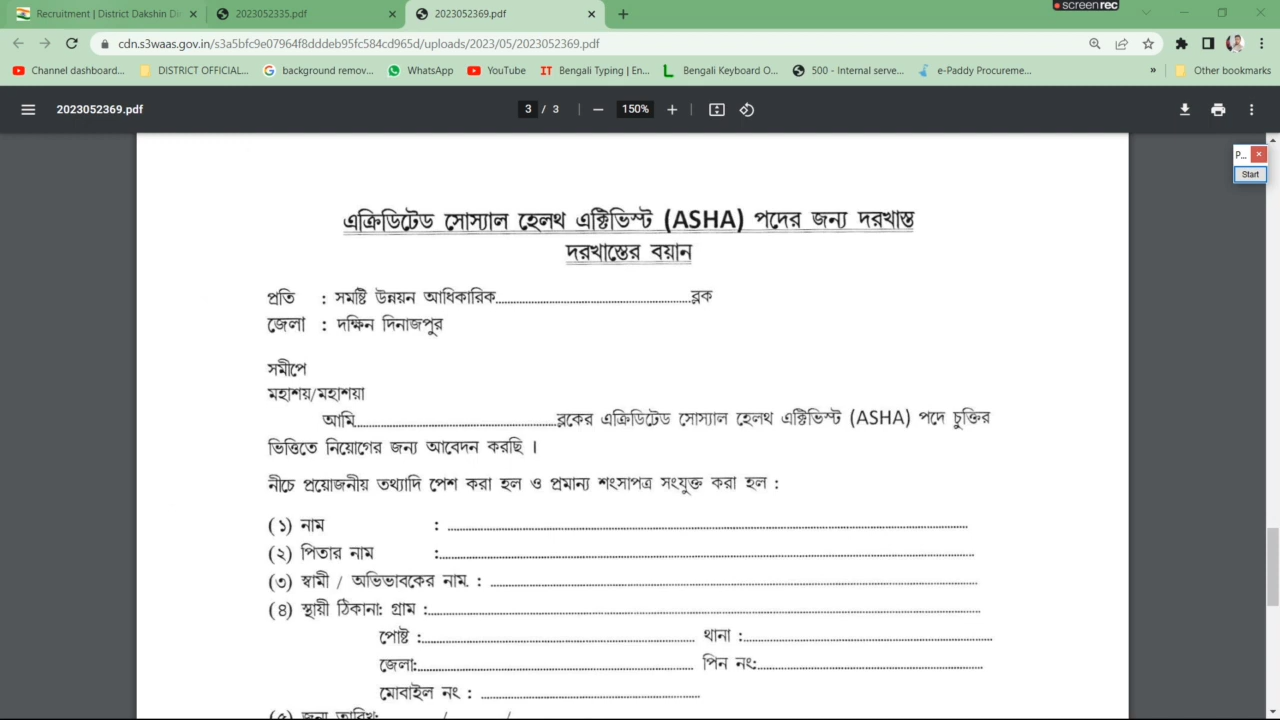 screenrec
Recruitment | District Dakshin Di
2023052335.pdf
2023052369.pdf
cdn.s3waas.gov.in/s3a5bfc9e07964f8dddeb95fc584cd965d/uploads/2023/05/2023052369.pdf
Channel dashboard...
DISTRICT OFFICIAL...
background remov...
WhatsApp
YouTube
Bengali Typing | En...
Bengali Keyboard O...
500 - Internal serve...
e-Paddy Procureme...
»
Other bookmarks
2023052369.pdf
3 / 3
150%
P...
Start
এক্রিডিটেড সোস্যাল হেলথ এক্টিভিস্ট (ASHA) পদের জন্য দরখাস্ত
দরখাস্তের বয়ান
প্রতি : সমষ্টি উন্নয়ন আধিকারিক..................................................ব্লক
জেলা : দক্ষিন দিনাজপুর
সমীপে
মহাশয়/মহাশয়া
আমি....................................................ব্লকের এক্রিডিটেড সোস্যাল হেলথ এক্টিভিস্ট (ASHA) পদে চুক্তির
ভিত্তিতে নিয়োগের জন্য আবেদন করছি ।
নীচে প্রয়োজনীয় তথ্যাদি পেশ করা হল ও প্রমান্য শংসাপত্র সংযুক্ত করা হল :
(১) নাম : ....................................................
(২) পিতার নাম :....................................................
(৩) স্বামী / অভিভাবকের নাম. : ....................................................
(৪) স্থায়ী ঠিকানা: গ্রাম :....................................................
পোষ্ট :.................................................... থানা :....................................................
জেলা:.................................................... পিন নং:....................................................
মোবাইল নং : ....................................................
(৫) জন্ম তারিখ: ........./........./